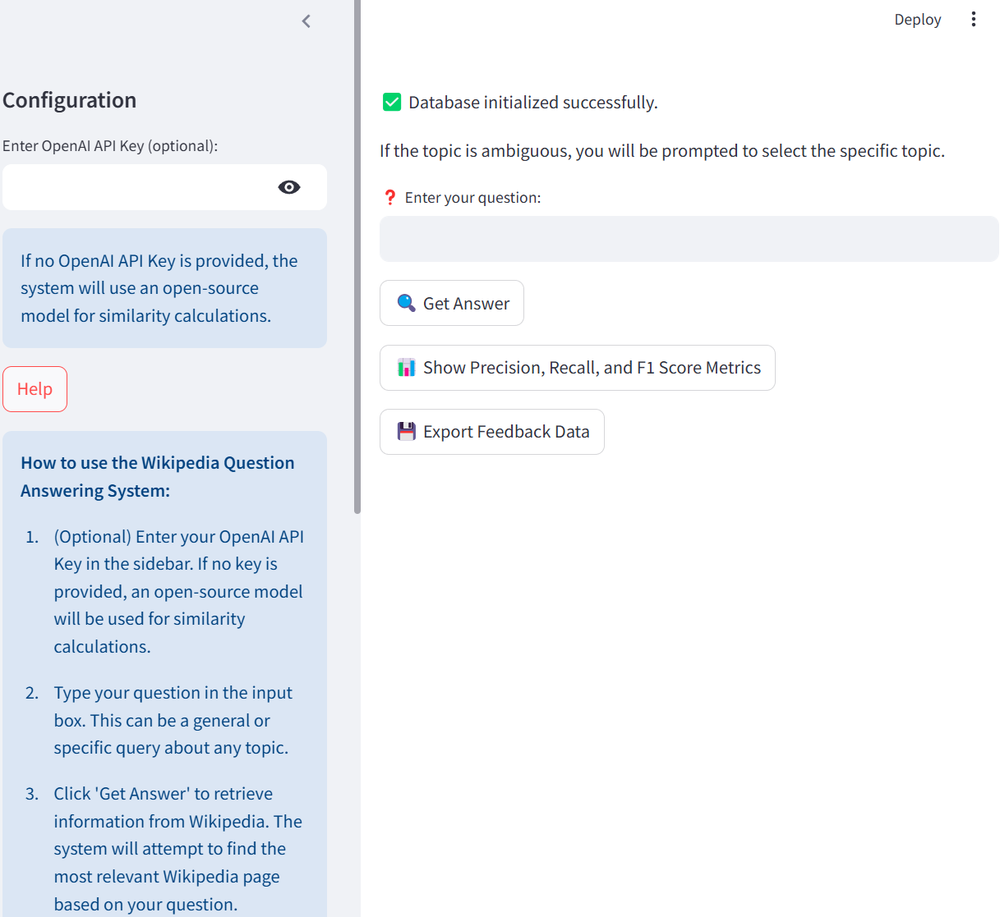 Configuration
Enter OpenAI API Key (optional):
If no OpenAI API Key is provided, the
system will use an open-source
model for similarity calculations.
Help
How to use the Wikipedia Question
Answering System:
1. (Optional) Enter your OpenAI API
Key in the sidebar. If no key is
provided, an open-source model
will be used for similarity
calculations.
2. Type your question in the input
box. This can be a general or
specific query about any topic.
3. Click 'Get Answer' to retrieve
information from Wikipedia. The
system will attempt to find the
most relevant Wikipedia page
based on your question.
Deploy
Database initialized successfully.
If the topic is ambiguous, you will be prompted to select the specific topic.
Enter your question:
Get Answer
Show Precision, Recall, and F1 Score Metrics
Export Feedback Data